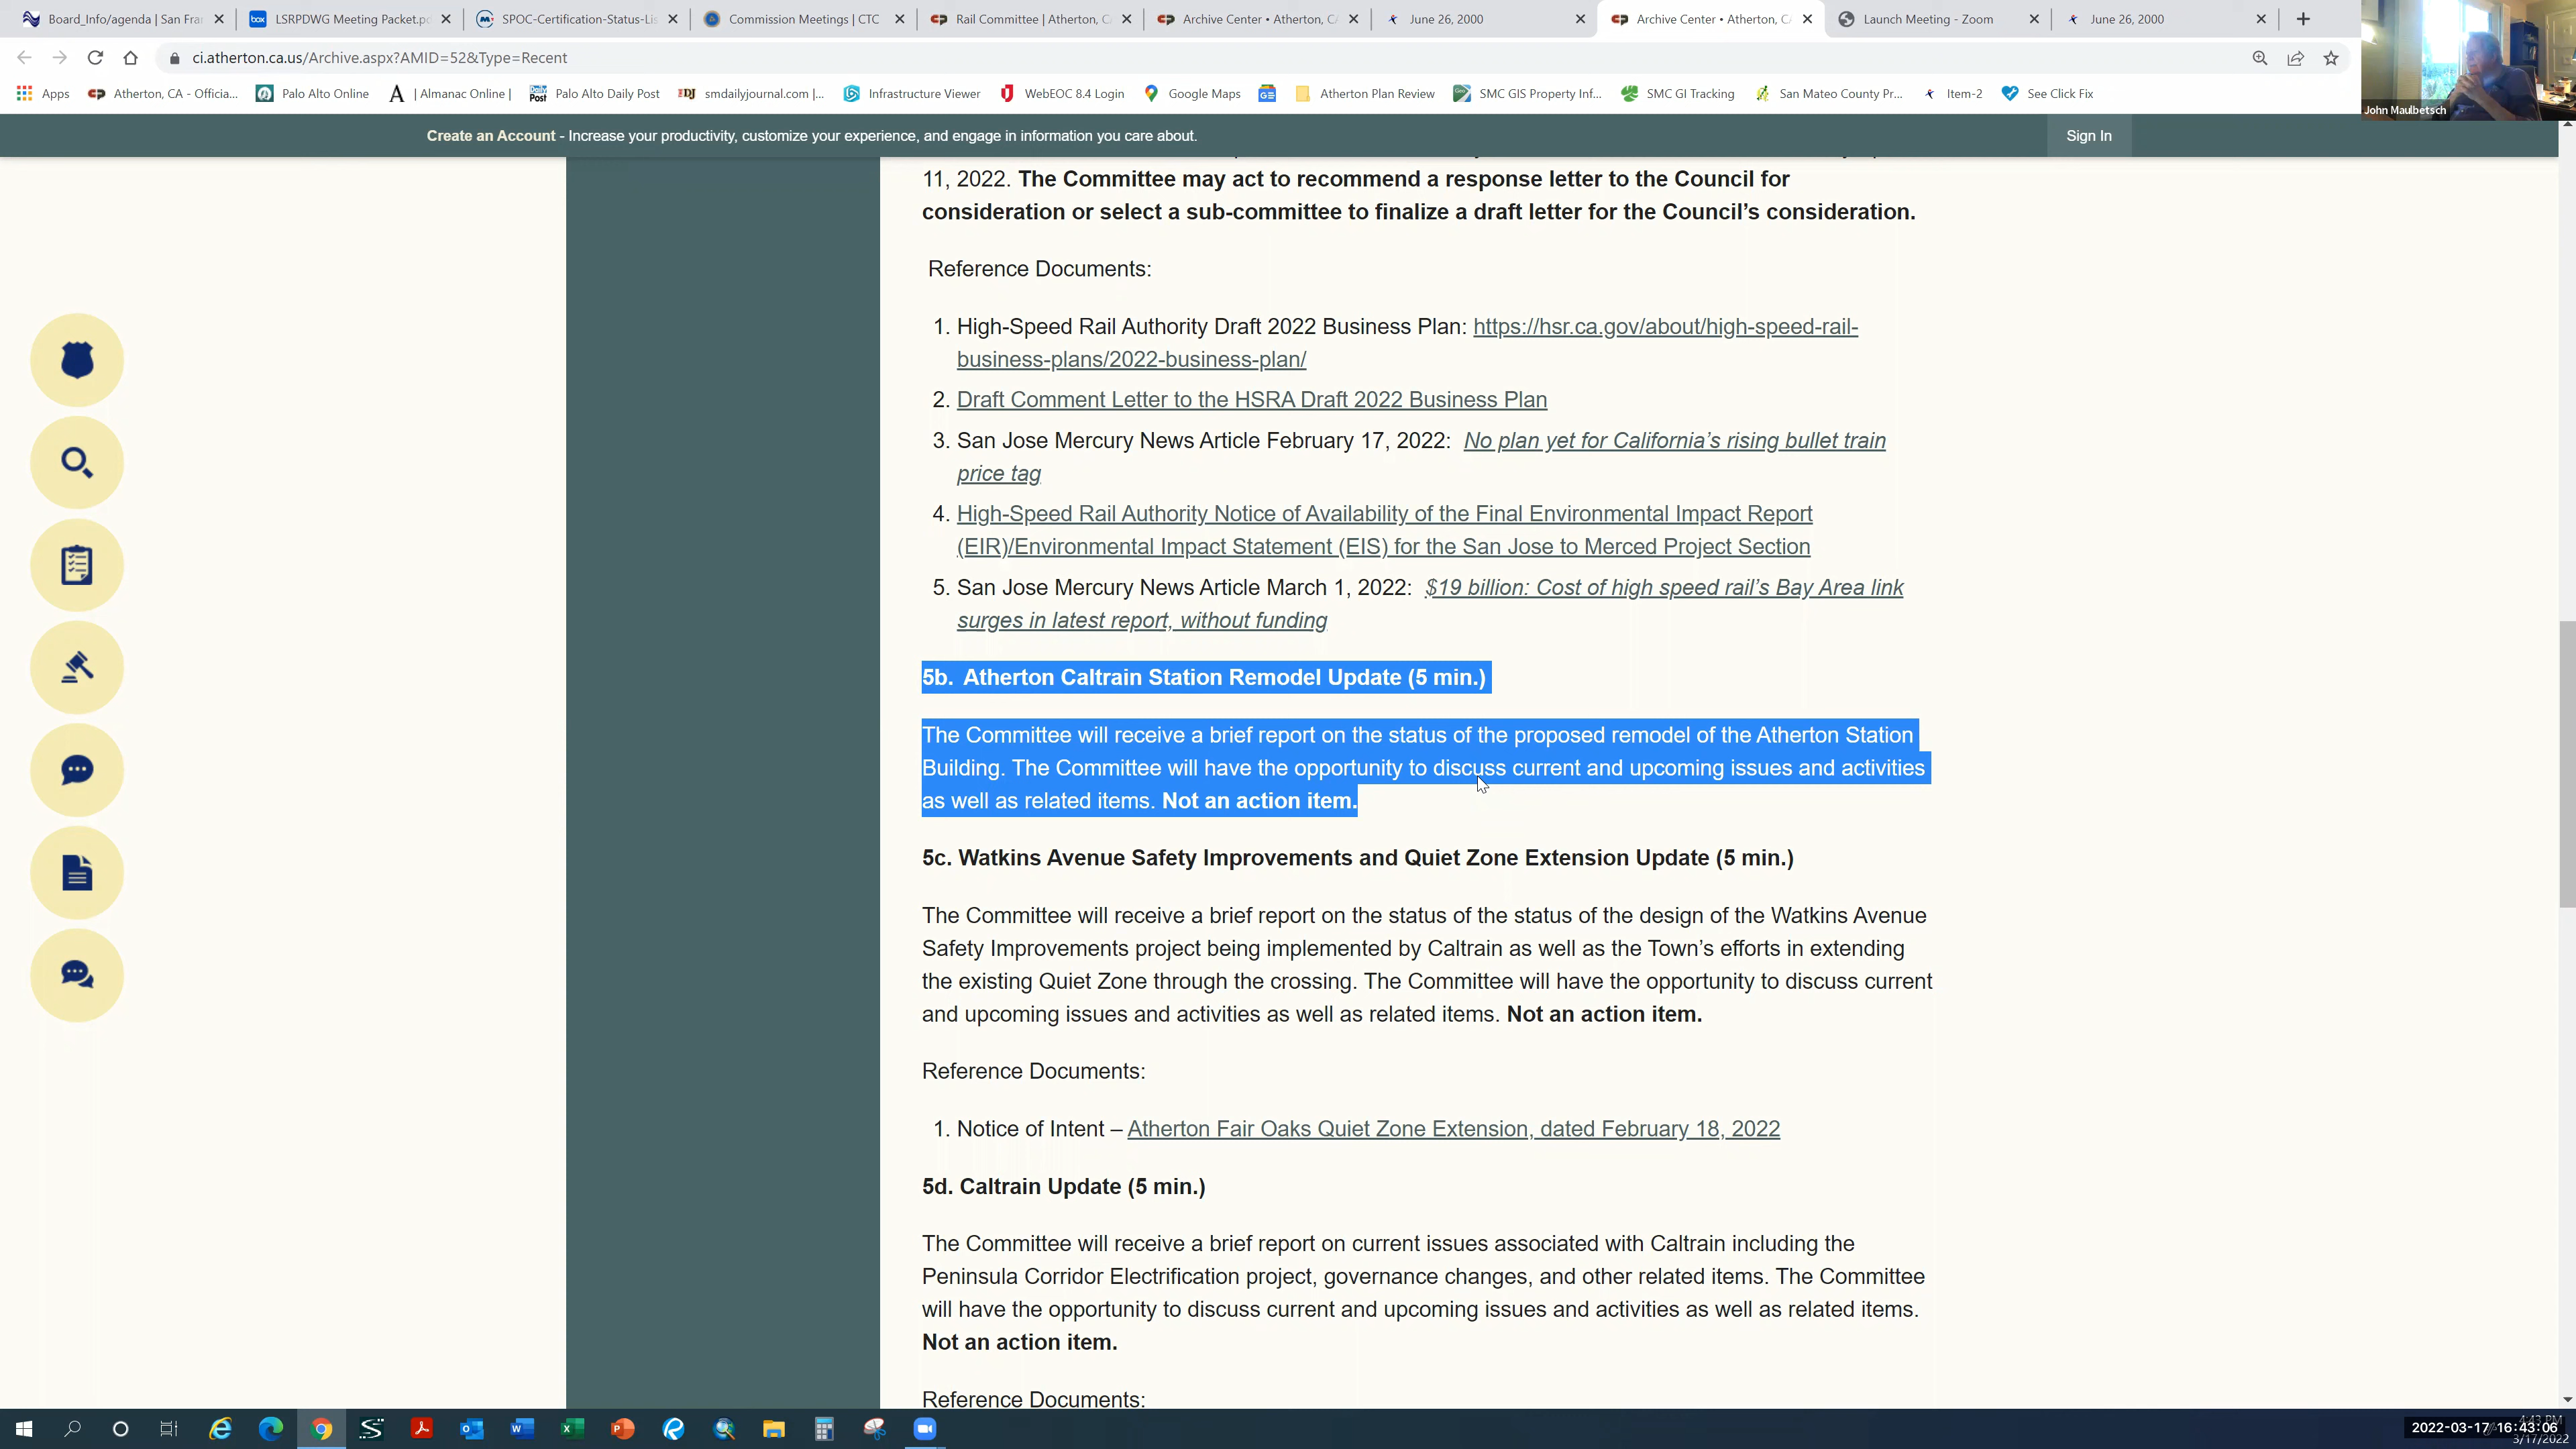 Board_Info/agenda | San Fra
LSRPDWG Meeting Packet.pd
SPOC-Certification-Status-Lis
Commission Meetings | CTC
Rail Committee | Atherton, C
Archive Center • Atherton, CA
June 26, 2000
Archive Center • Atherton, CA
Launch Meeting - Zoom
June 26, 2000
ci.atherton.ca.us/Archive.aspx?AMID=52&Type=Recent
Apps
Atherton, CA - Officia...
Palo Alto Online
| Almanac Online |
Palo Alto Daily Post
smdailyjournal.com |...
Infrastructure Viewer
WebEOC 8.4 Login
Google Maps
Atherton Plan Review
SMC GIS Property Inf...
SMC GI Tracking
San Mateo County Pr...
Item-2
See Click Fix
John Maulbetsch
Create an Account - Increase your productivity, customize your experience, and engage in information you care about.
Sign In
11, 2022. The Committee may act to recommend a response letter to the Council for
consideration or select a sub-committee to finalize a draft letter for the Council's consideration.
Reference Documents:
1. High-Speed Rail Authority Draft 2022 Business Plan: https://hsr.ca.gov/about/high-speed-rail-
business-plans/2022-business-plan/
2. Draft Comment Letter to the HSRA Draft 2022 Business Plan
3. San Jose Mercury News Article February 17, 2022: No plan yet for California's rising bullet train
price tag
4. High-Speed Rail Authority Notice of Availability of the Final Environmental Impact Report
(EIR)/Environmental Impact Statement (EIS) for the San Jose to Merced Project Section
5. San Jose Mercury News Article March 1, 2022: $19 billion: Cost of high speed rail's Bay Area link
surges in latest report, without funding
5b. Atherton Caltrain Station Remodel Update (5 min.)
The Committee will receive a brief report on the status of the proposed remodel of the Atherton Station
Building. The Committee will have the opportunity to discuss current and upcoming issues and activities
as well as related items. Not an action item.
5c. Watkins Avenue Safety Improvements and Quiet Zone Extension Update (5 min.)
The Committee will receive a brief report on the status of the status of the design of the Watkins Avenue
Safety Improvements project being implemented by Caltrain as well as the Town's efforts in extending
the existing Quiet Zone through the crossing. The Committee will have the opportunity to discuss current
and upcoming issues and activities as well as related items. Not an action item.
Reference Documents:
1. Notice of Intent – Atherton Fair Oaks Quiet Zone Extension, dated February 18, 2022
5d. Caltrain Update (5 min.)
The Committee will receive a brief report on current issues associated with Caltrain including the
Peninsula Corridor Electrification project, governance changes, and other related items. The Committee
will have the opportunity to discuss current and upcoming issues and activities as well as related items.
Not an action item.
Reference Documents:
4:43 PM
2022-03-17 16:43:06
3/17/2022